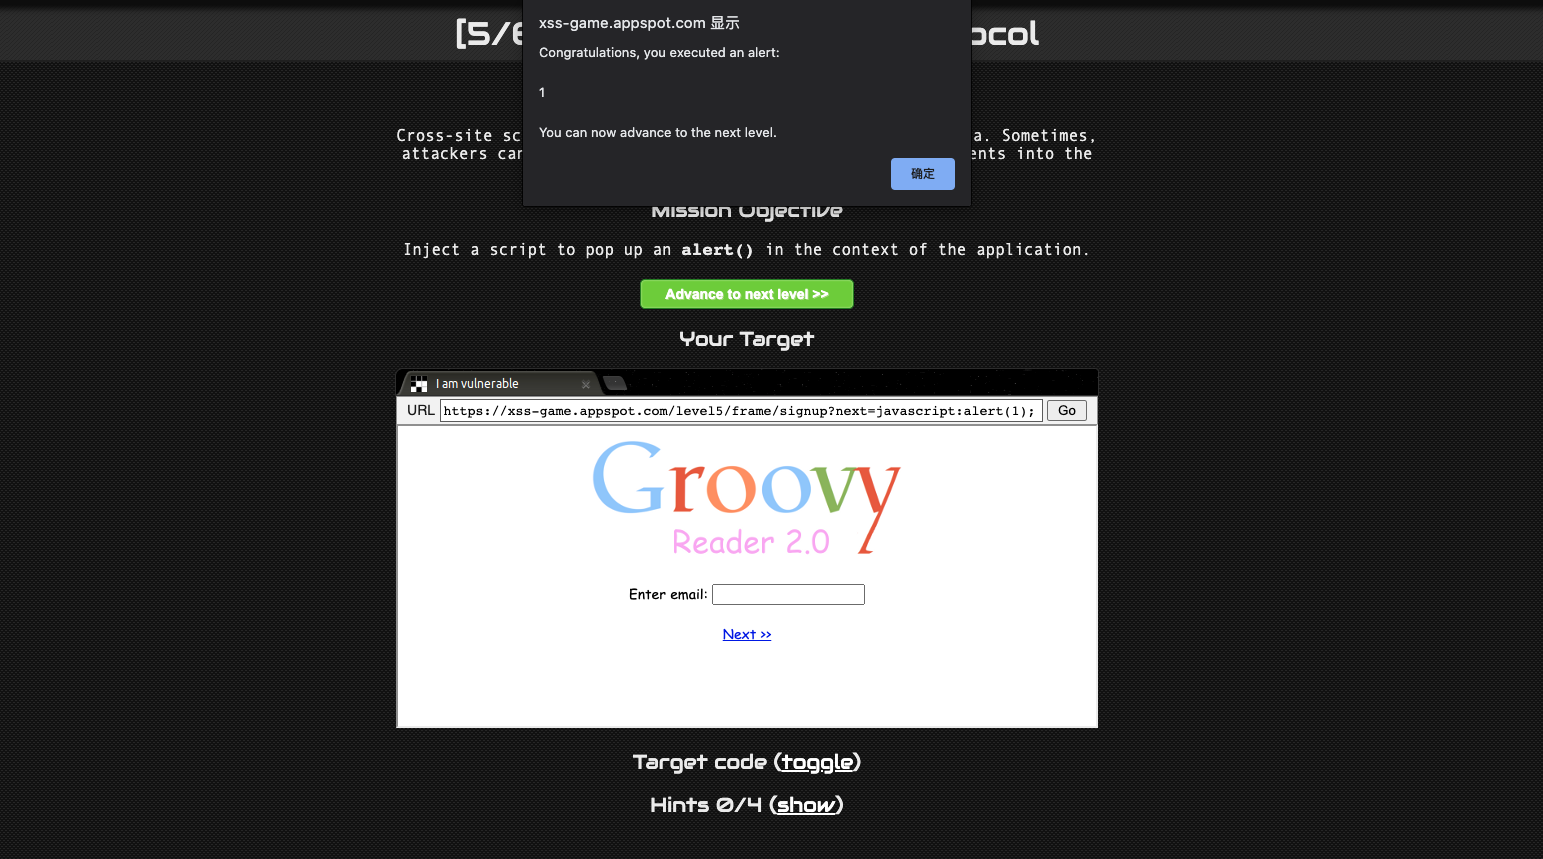 [5/6
ocol
xss-game.appspot.com 显示
Congratulations, you executed an alert:
1
You can now advance to the next level.
确定
Cross-site sc
a. Sometimes,
attackers can
ents into the
Mission Objective
Inject a script to pop up an alert() in the context of the application.
Advance to next level >>
Your Target
I am vulnerable
URL https://xss-game.appspot.com/level5/frame/signup?next=javascript:alert(1); Go
Groovy
Reader 2.0
Enter email:
Next >>
Target code (toggle)
Hints 0/4 (show)